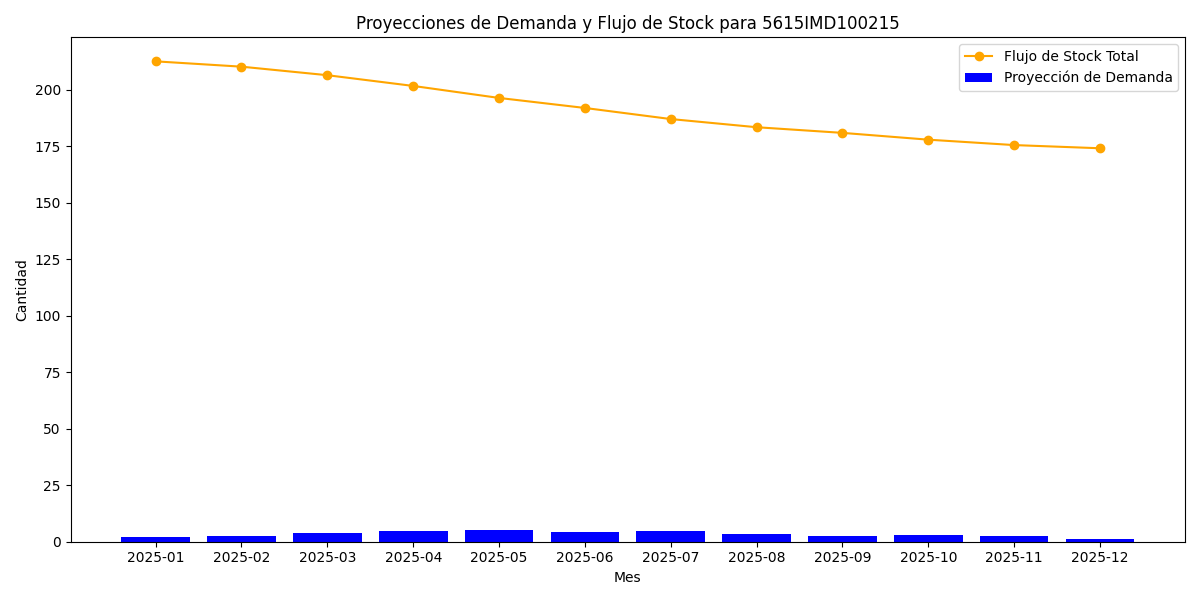 Proyecciones de Demanda y Flujo de Stock para 5615IMD100215
Flujo de Stock Total
Proyección de Demanda
Cantidad
200
175
150
125
100
75
50
25
0
2025-01 2025-02 2025-03 2025-04 2025-05 2025-06 2025-07 2025-08 2025-09 2025-10 2025-11 2025-12
Mes